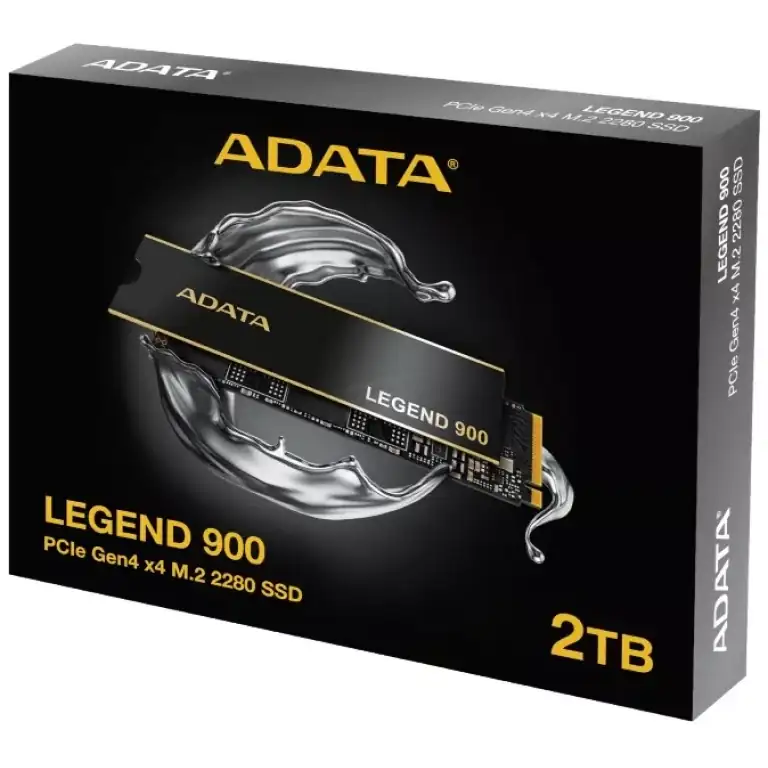 ADATA®
LEGEND 900
PCIe Gen4 x4 M.2 2280 SSD
ADATA®
ADATA
LEGEND 900
LEGEND 900
PCIe Gen4 x4 M.2 2280 SSD
2TB
LEGEND 900
PCIe Gen4 x4 M.2 2280 SSD
ADATA®